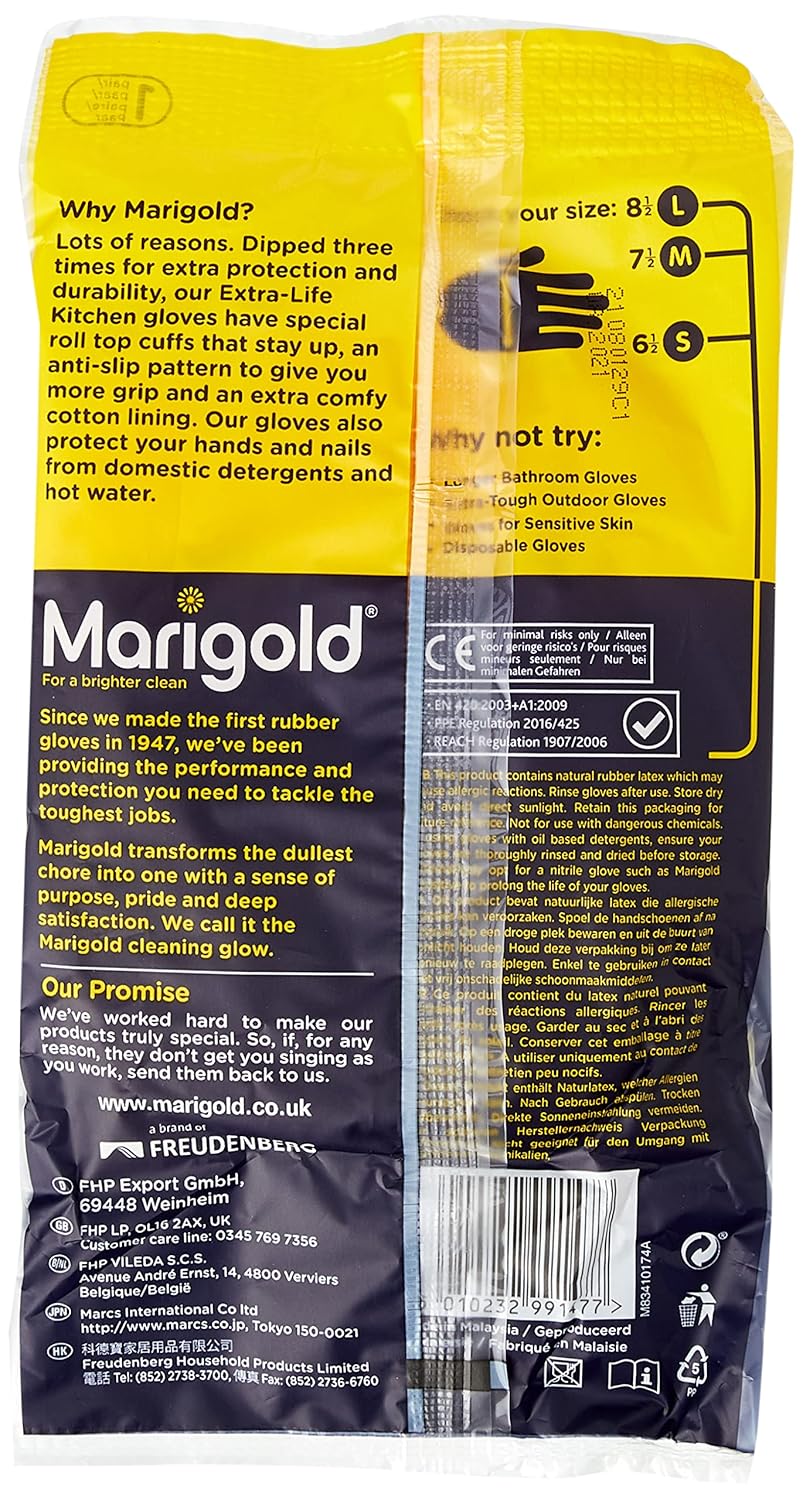 1
pair/
paar/
paire/
paar
Why Marigold?
Lots of reasons. Dipped three
times for extra protection and
durability, our Extra-Life
Kitchen gloves have special
roll top cuffs that stay up, an
anti-slip pattern to give you
more grip and an extra comfy
cotton lining. Our gloves also
protect your hands and nails
from domestic detergents and
hot water.
your size: 8½ L
7½ M
6½ S
21080129C1
2021
Why not try:
Longer Bathroom Gloves
Extra-Tough Outdoor Gloves
for Sensitive Skin
Disposable Gloves
Marigold®
For a brighter clean
Since we made the first rubber
gloves in 1947, we've been
providing the performance and
protection you need to tackle the
toughest jobs.
Marigold transforms the dullest
chore into one with a sense of
purpose, pride and deep
satisfaction. We call it the
Marigold cleaning glow.
Our Promise
We've worked hard to make our
products truly special. So, if, for any
reason, they don't get you singing as
you work, send them back to us.
www.marigold.co.uk
a brand of
FREUDENBERG
D FHP Export GmbH,
69448 Weinheim
GB FHP LP, OL16 2AX, UK
Customer care line: 0345 769 7356
B/NL FHP VILEDA S.C.S.
Avenue André Ernst, 14, 4800 Verviers
Belgique/België
JPN Marcs International Co ltd
http://www.marcs.co.jp, Tokyo 150-0021
HK 科德寶家居用品有限公司
Freudenberg Household Products Limited
電話 Tel: (852) 2738-3700, 傳真 Fax: (852) 2736-6760
CE For minimal risks only / Alleen
voor geringe risico's / Pour risques
mineurs seulement / Nur bei
minimalen Gefahren
• EN 420:2003+A1:2009
• PPE Regulation 2016/425
• REACH Regulation 1907/2006
This product contains natural rubber latex which may
allergic reactions. Rinse gloves after use. Store dry
avoid direct sunlight. Retain this packaging for
reference. Not for use with dangerous chemicals.
gloves with oil based detergents, ensure your
thoroughly rinsed and dried before storage.
opt for a nitrile glove such as Marigold
to prolong the life of your gloves.
product bevat natuurlijke latex die allergische
veroorzaken. Spoel de handschoenen af na
Op een droge plek bewaren en uit de buurt van
houden. Houd deze verpakking bij om ze later
te raadplegen. Enkel te gebruiken in contact
vrij onschadelijke schoonmaakmiddelen.
Ce produit contient du latex naturel pouvant
des réactions allergiques. Rincer les
après usage. Garder au sec et à l'abri des
Conserver cet emballage à titre
A utiliser uniquement au contact de
peu nocifs.
enthält Naturlatex, welcher Allergien
Nach Gebrauch abspülen. Trocken
Direkte Sonneneinstrahlung vermeiden.
Herstellernachweis Verpackung
geeignet für den Umgang mit
010232 991477 >
M83410174A
Malaysia / Geproduceerd
/ Fabriqué en Malaisie
i
5
PP